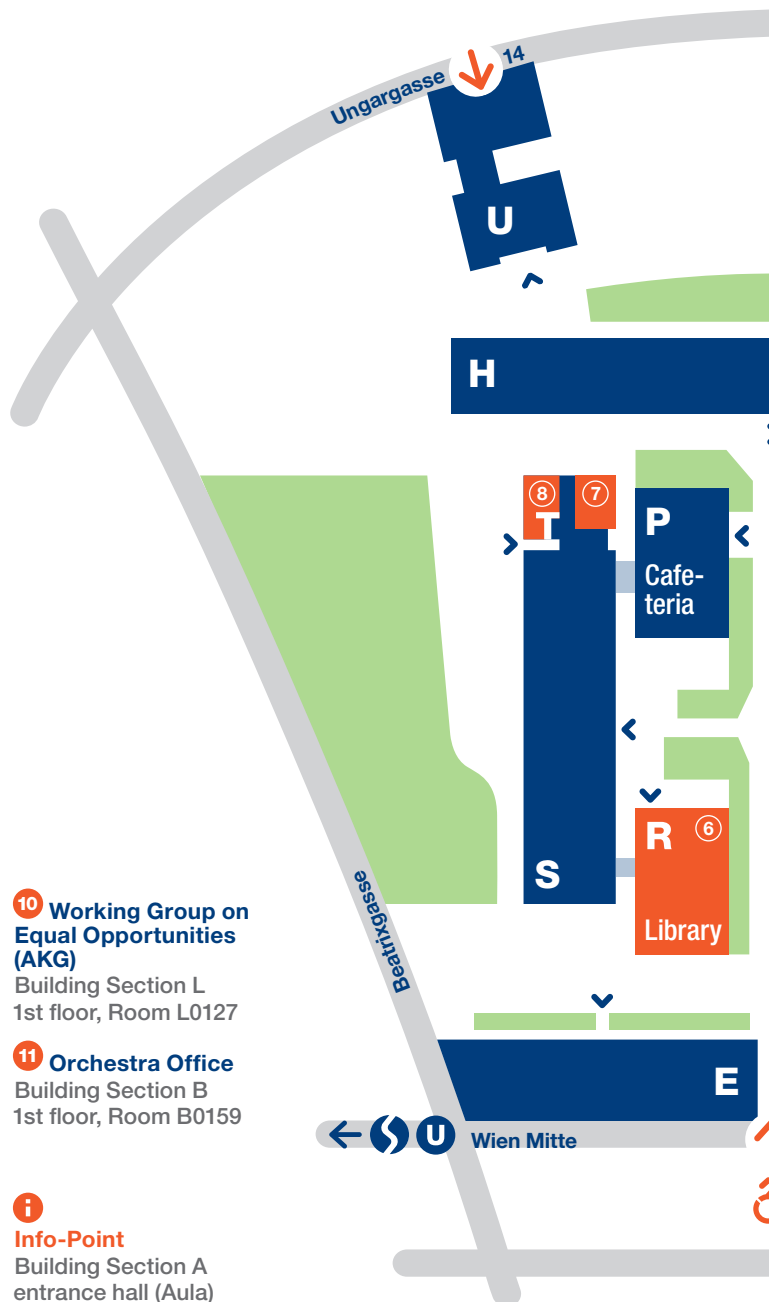 14
Ungargasse
U
H
8
7
T
P
Cafe-
teria
R
6
S
Library
Beatrixgasse
10 Working Group on
Equal Opportunities
(AKG)
Building Section L
1st floor, Room L0127
11 Orchestra Office
Building Section B
1st floor, Room B0159
E
U
Wien Mitte
i
Info-Point
Building Section A
entrance hall (Aula)